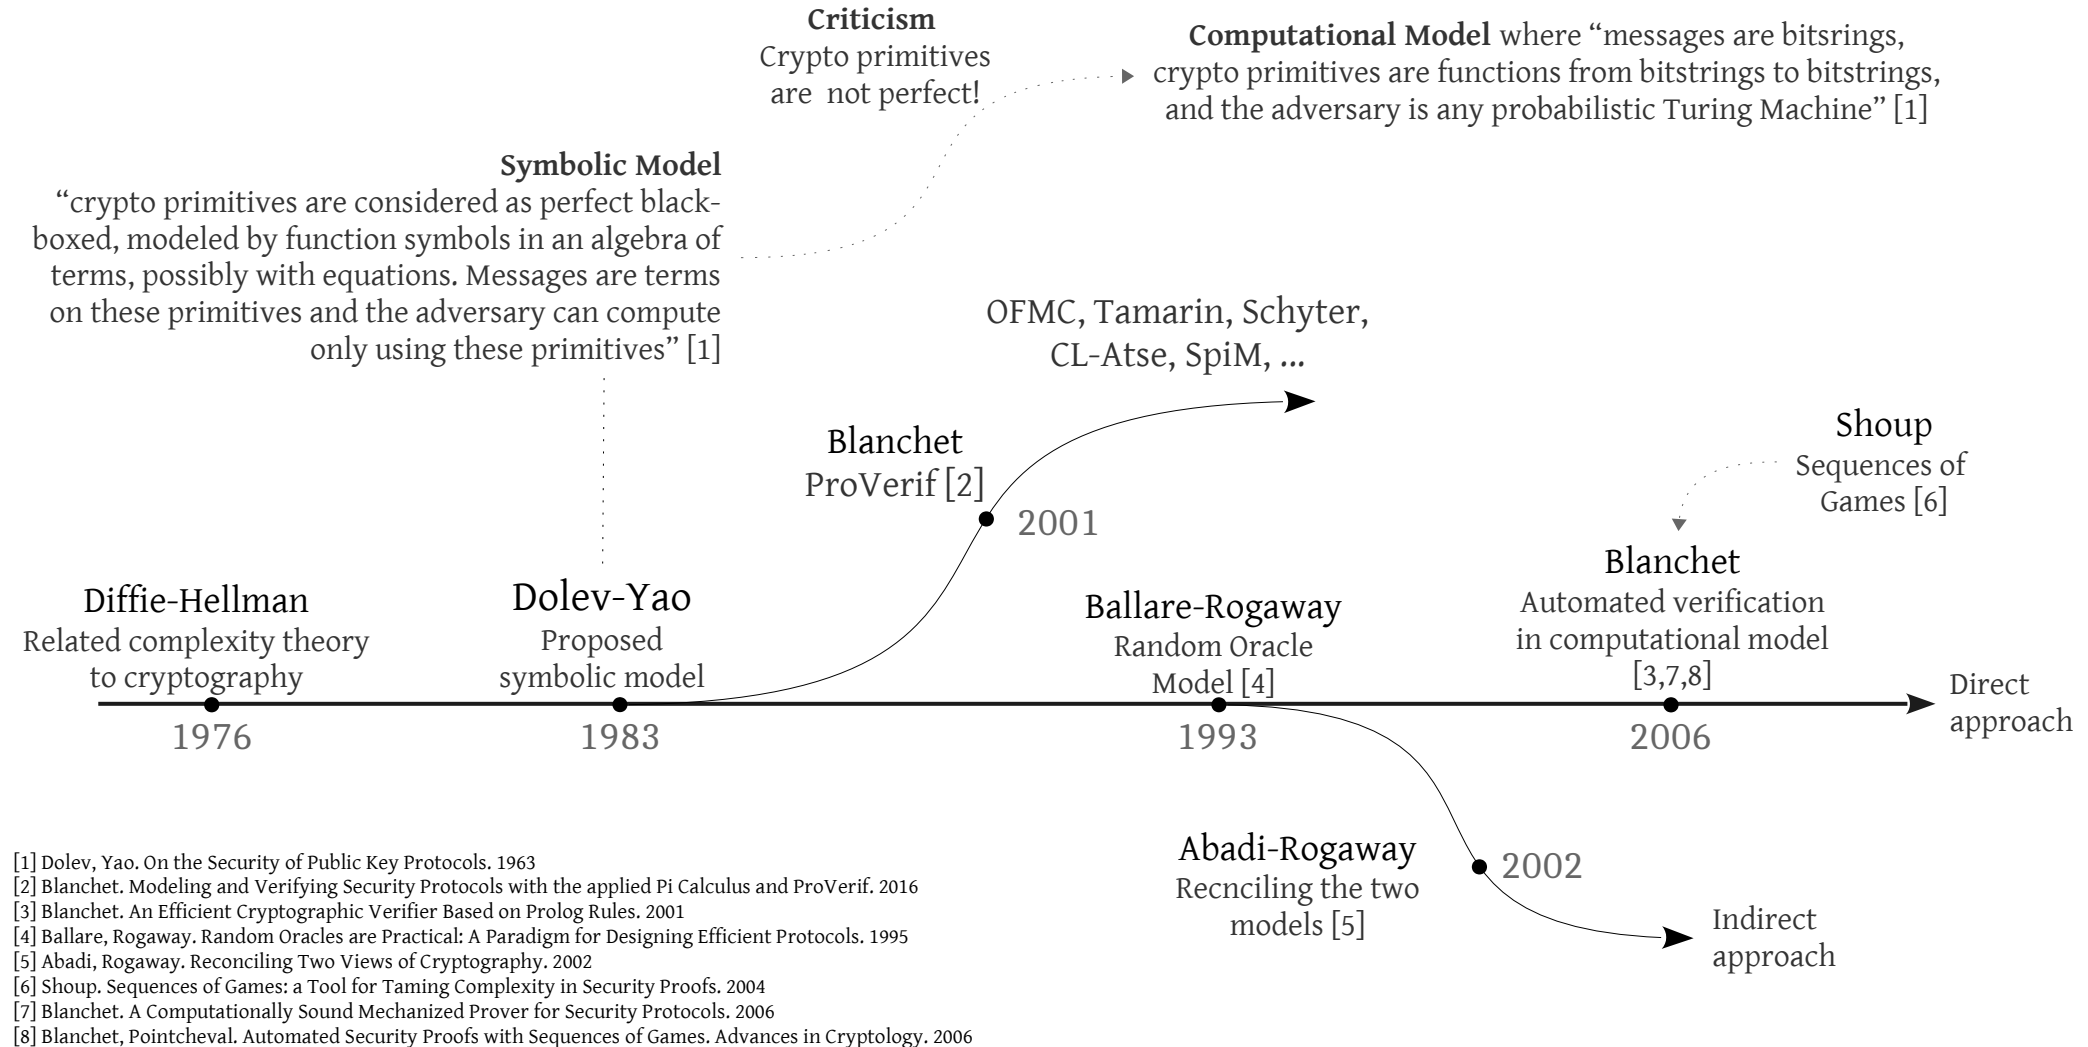 Criticism
Crypto primitives
are not perfect!
Computational Model where “messages are bitsrings,
crypto primitives are functions from bitstrings to bitstrings,
and the adversary is any probabilistic Turing Machine” [1]
Symbolic Model
“crypto primitives are considered as perfect black-
boxed, modeled by function symbols in an algebra of
terms, possibly with equations. Messages are terms
on these primitives and the adversary can compute
only using these primitives” [1]
OFMC, Tamarin, Schyter,
CL-Atse, SpiM, ...
Blanchet
ProVerif [2]
2001
Shoup
Sequences of
Games [6]
Diffie-Hellman
Related complexity theory
to cryptography
1976
Dolev-Yao
Proposed
symbolic model
1983
Ballare-Rogaway
Random Oracle
Model [4]
1993
Blanchet
Automated verification
in computational model
[3,7,8]
2006
Direct
approach
Abadi-Rogaway
Recnciling the two
models [5]
2002
Indirect
approach
[1] Dolev, Yao. On the Security of Public Key Protocols. 1963
[2] Blanchet. Modeling and Verifying Security Protocols with the applied Pi Calculus and ProVerif. 2016
[3] Blanchet. An Efficient Cryptographic Verifier Based on Prolog Rules. 2001
[4] Ballare, Rogaway. Random Oracles are Practical: A Paradigm for Designing Efficient Protocols. 1995
[5] Abadi, Rogaway. Reconciling Two Views of Cryptography. 2002
[6] Shoup. Sequences of Games: a Tool for Taming Complexity in Security Proofs. 2004
[7] Blanchet. A Computationally Sound Mechanized Prover for Security Protocols. 2006
[8] Blanchet, Pointcheval. Automated Security Proofs with Sequences of Games. Advances in Cryptology. 2006